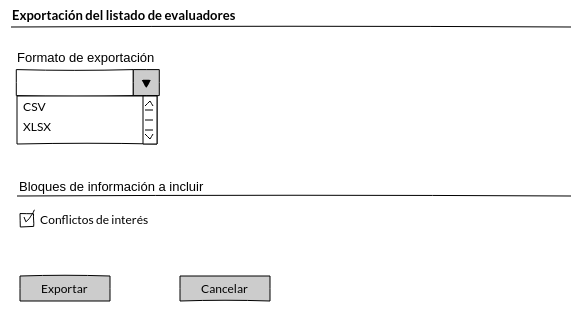 Exportación del listado de evaluadores
Formato de exportación
CSV
XLSX
Bloques de información a incluir
Conflictos de interés
Exportar
Cancelar